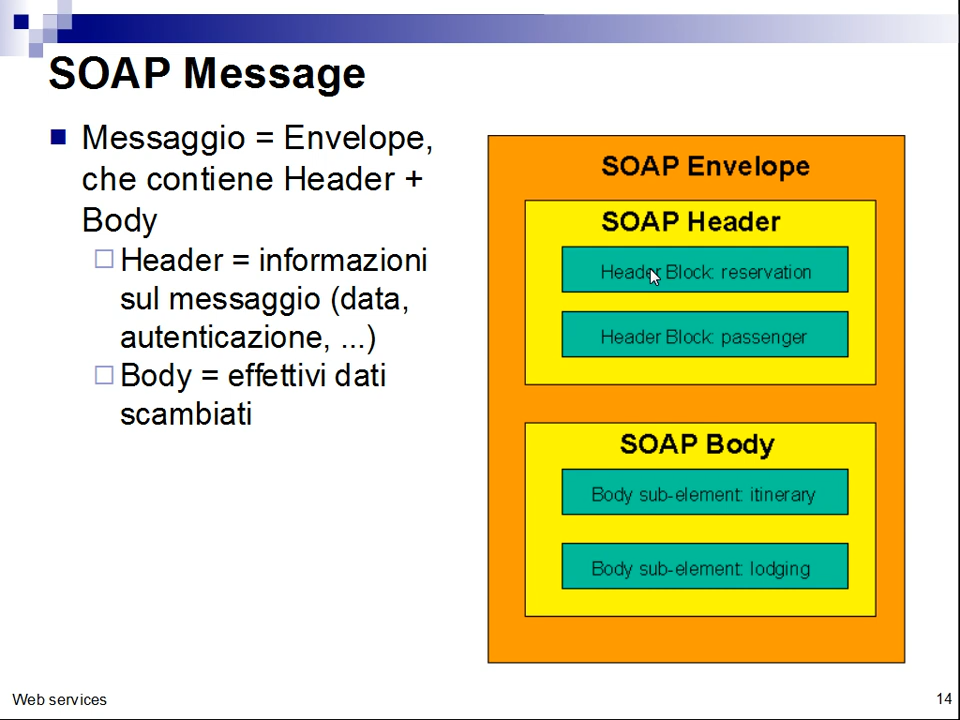 SOAP Message
Messaggio = Envelope,
che contiene Header +
Body
Header = informazioni
sul messaggio (data,
autenticazione, ...)
Body = effettivi dati
scambiati
SOAP Envelope
SOAP Header
Header Block: reservation
Header Block: passenger
SOAP Body
Body sub-element: itinerary
Body sub-element: lodging
Web services
14